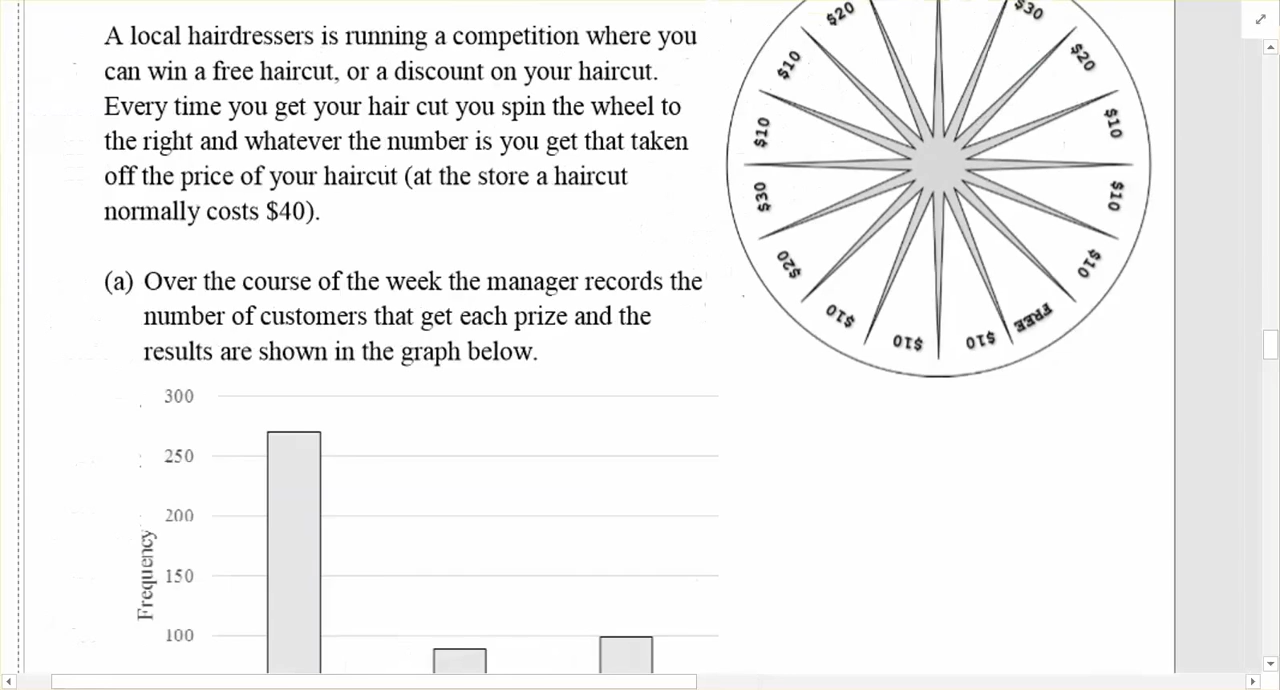 A local hairdressers is running a competition where you
can win a free haircut, or a discount on your haircut.
Every time you get your hair cut you spin the wheel to
the right and whatever the number is you get that taken
off the price of your haircut (at the store a haircut
normally costs $40).
(a) Over the course of the week the manager records the
number of customers that get each prize and the
results are shown in the graph below.
$20
$30
$10
$20
$10
$10
$30
$10
$20
$10
$10
FREE
$10
$10
300
250
200
150
100
Frequency